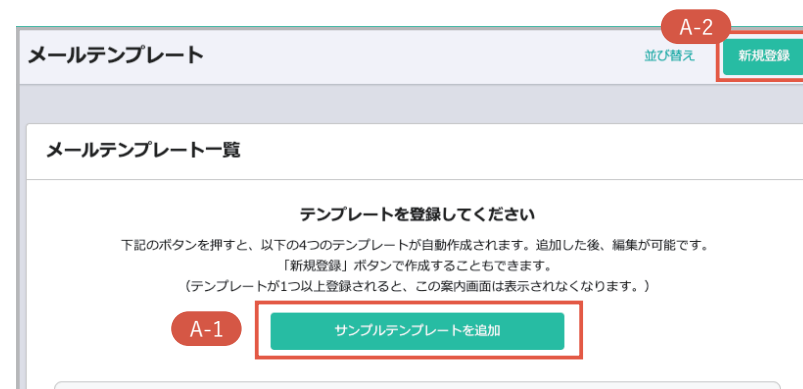 A-2
メールテンプレート
並び替え
新規登録
メールテンプレート一覧
テンプレートを登録してください
下記のボタンを押すと、以下の4つのテンプレートが自動作成されます。追加した後、編集が可能です。
「新規登録」ボタンで作成することもできます。
(テンプレートが1つ以上登録されると、この案内画面は表示されなくなります。)
A-1
サンプルテンプレートを追加